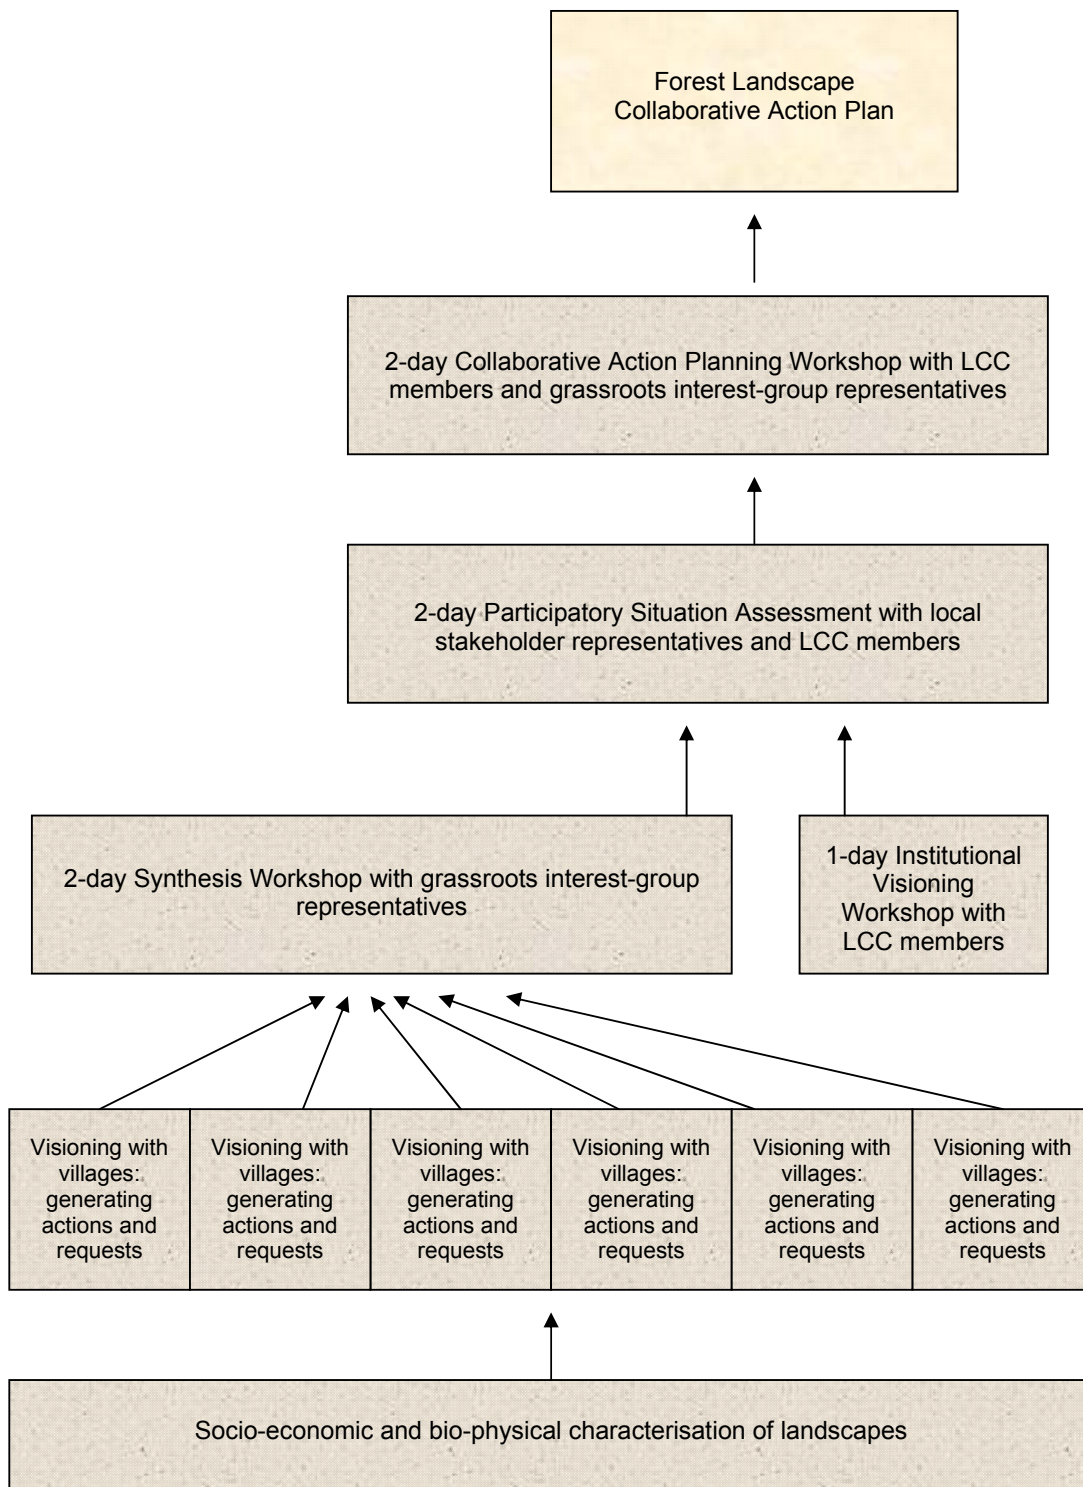 Forest Landscape
Collaborative Action Plan
2-day Collaborative Action Planning Workshop with LCC
members and grassroots interest-group representatives
2-day Participatory Situation Assessment with local
stakeholder representatives and LCC members
2-day Synthesis Workshop with grassroots interest-group
representatives
1-day Institutional
Visioning
Workshop with
LCC members
Visioning with
villages:
generating
actions and
requests
Visioning with
villages:
generating
actions and
requests
Visioning with
villages:
generating
actions and
requests
Visioning with
villages:
generating
actions and
requests
Visioning with
villages:
generating
actions and
requests
Visioning with
villages:
generating
actions and
requests
Socio-economic and bio-physical characterisation of landscapes